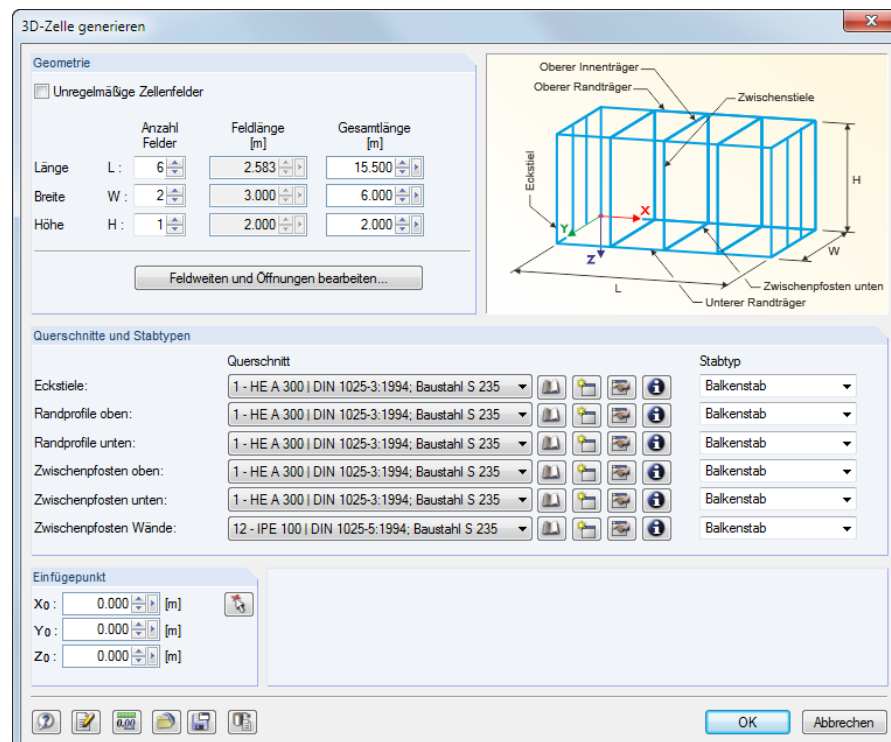 3D-Zelle generieren
Geometrie
Unregelmäßige Zellenfelder
Anzahl Felder
Feldlänge [m]
Gesamtlänge [m]
Länge L : 6 2.583 15.500
Breite W : 2 3.000 6.000
Höhe H : 1 2.000 2.000
Feldweiten und Öffnungen bearbeiten...
Oberer Innenträger
Oberer Randträger
Zwischenstiele
Eckstiel
H
X
Y
Z
W
L
Zwischenpfosten unten
Unterer Randträger
Querschnitte und Stabtypen
Querschnitt Stabtyp
Eckstiele: 1 - HE A 300 | DIN 1025-3:1994; Baustahl S 235 Balkenstab
Randprofile oben: 1 - HE A 300 | DIN 1025-3:1994; Baustahl S 235 Balkenstab
Randprofile unten: 1 - HE A 300 | DIN 1025-3:1994; Baustahl S 235 Balkenstab
Zwischenpfosten oben: 1 - HE A 300 | DIN 1025-3:1994; Baustahl S 235 Balkenstab
Zwischenpfosten unten: 1 - HE A 300 | DIN 1025-3:1994; Baustahl S 235 Balkenstab
Zwischenpfosten Wände: 12 - IPE 100 | DIN 1025-5:1994; Baustahl S 235 Balkenstab
Einfügepunkt
X0 : 0.000 [m]
Y0 : 0.000 [m]
Z0 : 0.000 [m]
0.00
OK
Abbrechen